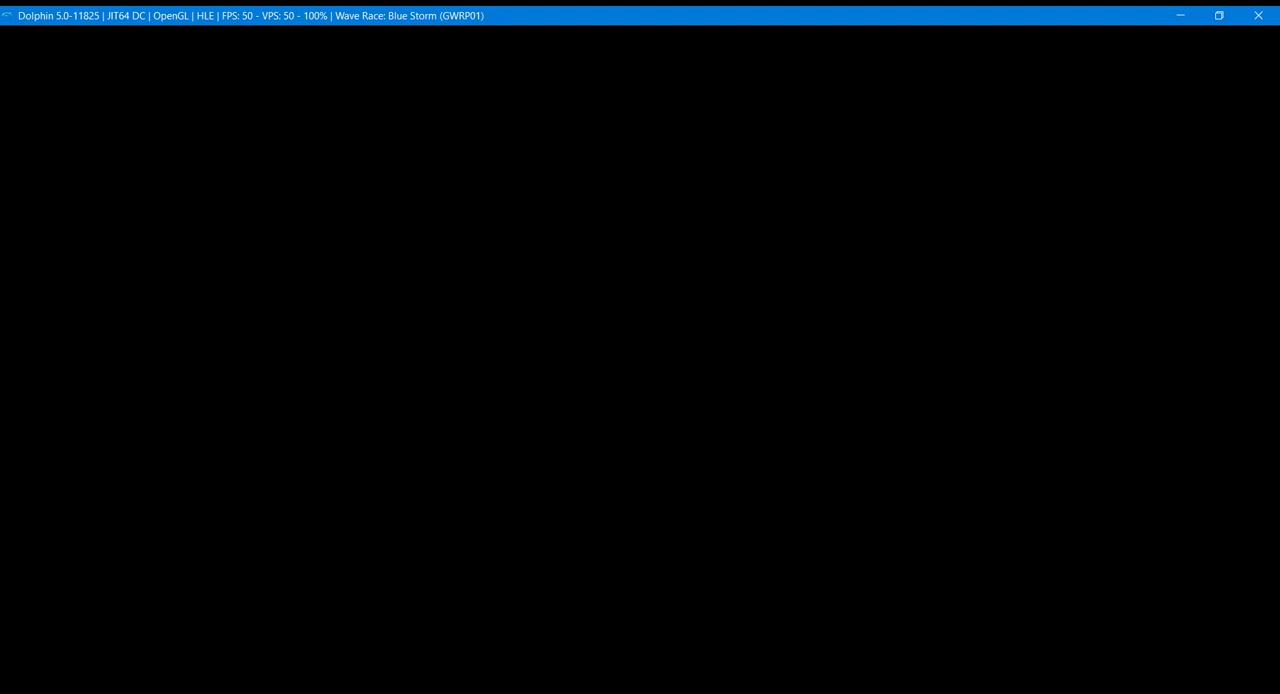 Dolphin 5.0-11825 | JIT64 DC | OpenGL | HLE | FPS: 50 - VPS: 50 - 100% | Wave Race: Blue Storm (GWRP01)